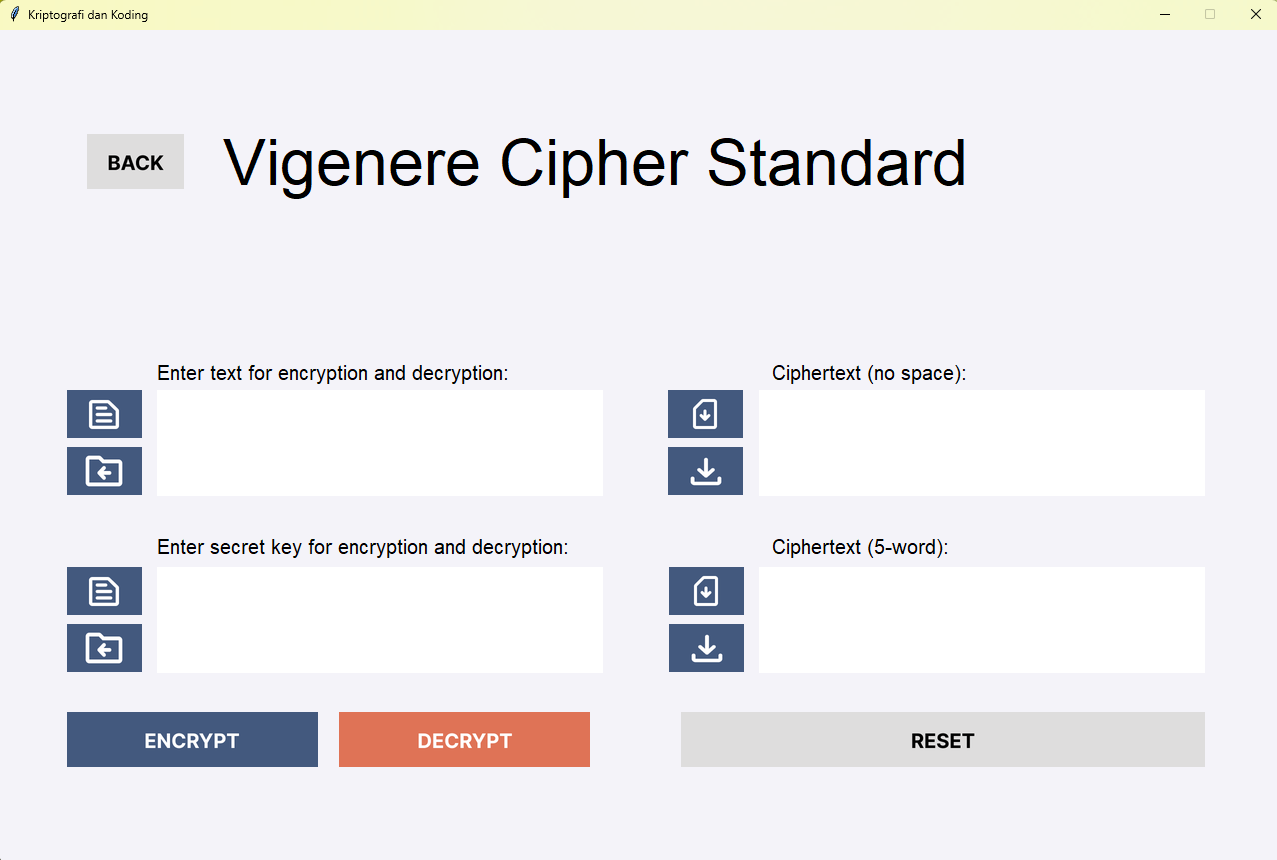 Kriptografi dan Koding
BACK
Vigenere Cipher Standard
Enter text for encryption and decryption:
Ciphertext (no space):
Enter secret key for encryption and decryption:
Ciphertext (5-word):
ENCRYPT
DECRYPT
RESET